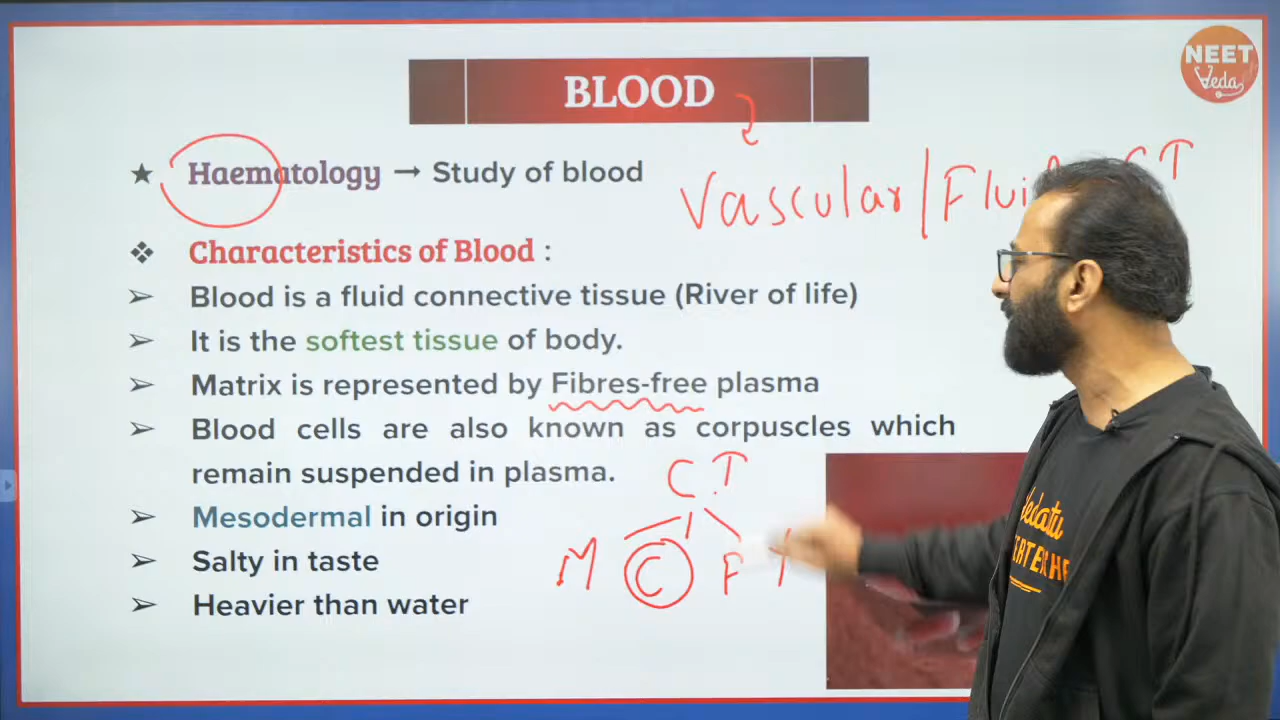 BLOOD
NEET
Veda
★ Haematology → Study of blood
Vascular/Flui CT
❖ Characteristics of Blood :
➢ Blood is a fluid connective tissue (River of life)
➢ It is the softest tissue of body.
➢ Matrix is represented by Fibres-free plasma
➢ Blood cells are also known as corpuscles which
remain suspended in plasma.
C.T
➢ Mesodermal in origin
➢ Salty in taste
M C F
➢ Heavier than water